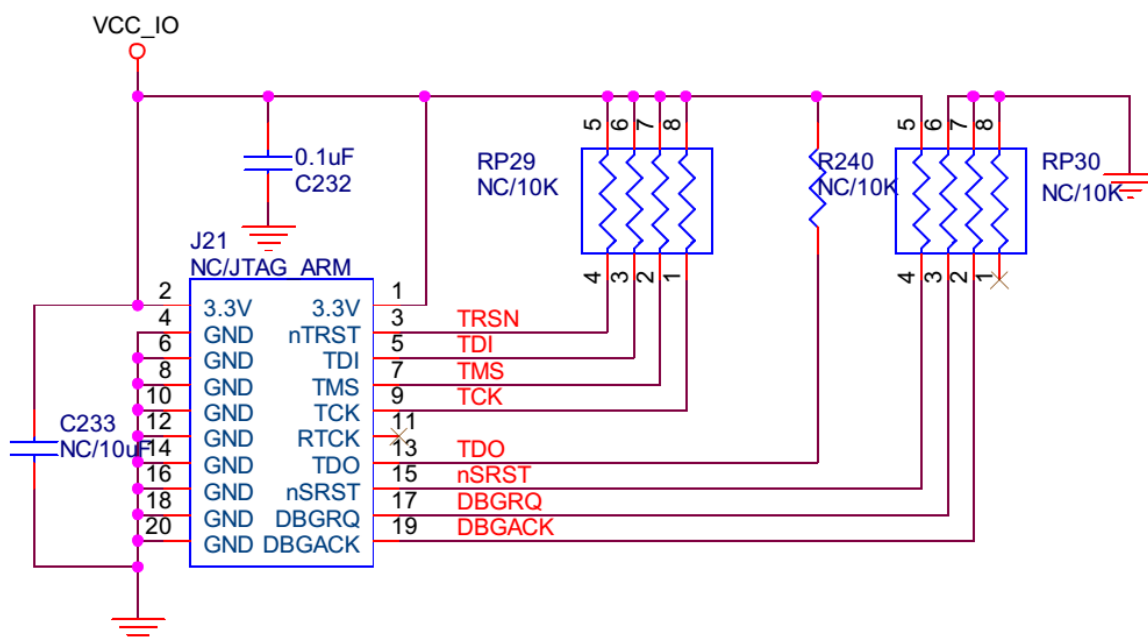 VCC_IO
5 6 7 8
5 6 7 8
0.1uF
C232
RP29
NC/10K
R240
NC/10K
RP30
NC/10K
4 3 2 1
4 3 2 1
J21
NC/JTAG_ARM
2 3.3V 3.3V 1
4 GND nTRST 3 TRSN
6 GND TDI 5 TDI
8 GND TMS 7 TMS
10 GND TCK 9 TCK
12 GND RTCK 11
14 GND TDO 13 TDO
16 GND nSRST 15 nSRST
18 GND DBGRQ 17 DBGRQ
20 GND DBGACK 19 DBGACK
C233
NC/10uF